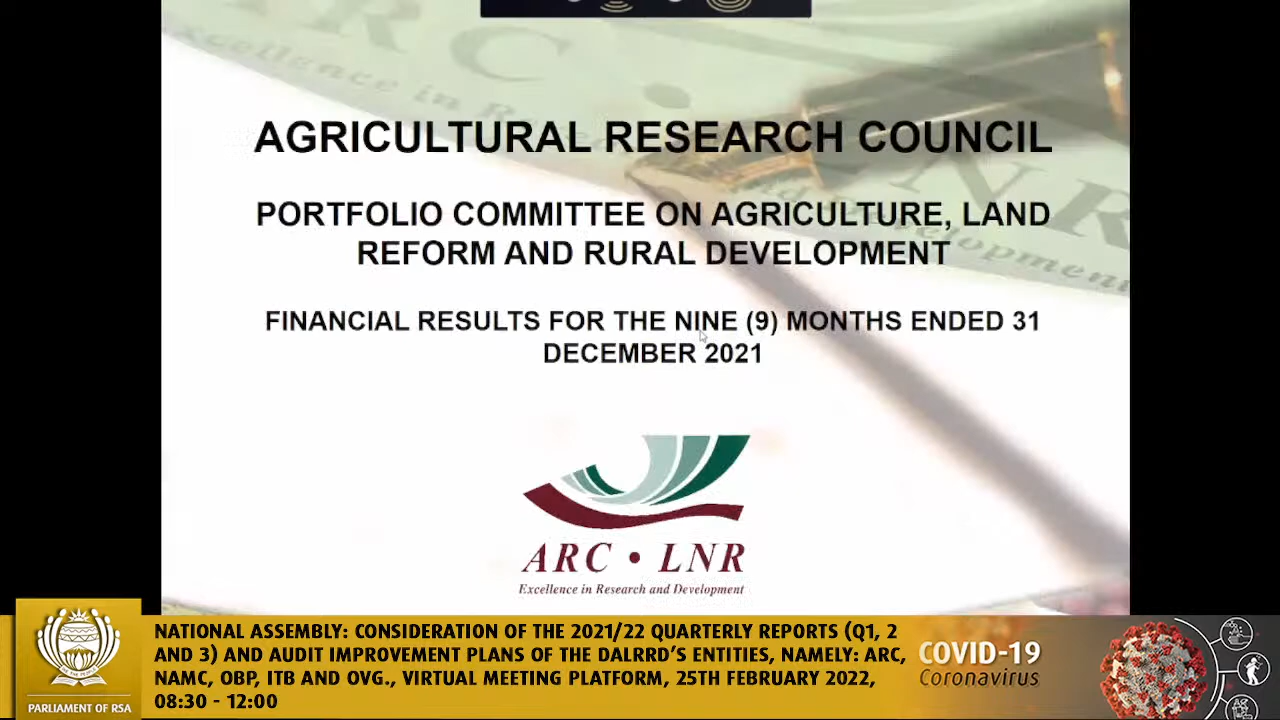 AGRICULTURAL RESEARCH COUNCIL
PORTFOLIO COMMITTEE ON AGRICULTURE, LAND
REFORM AND RURAL DEVELOPMENT
FINANCIAL RESULTS FOR THE NINE (9) MONTHS ENDED 31
DECEMBER 2021
ARC • LNR
Excellence in Research and Development
NATIONAL ASSEMBLY: CONSIDERATION OF THE 2021/22 QUARTERLY REPORTS (Q1, 2
AND 3) AND AUDIT IMPROVEMENT PLANS OF THE DALRRD'S ENTITIES, NAMELY: ARC,
NAMC, OBP, ITB AND OVG., VIRTUAL MEETING PLATFORM, 25TH FEBRUARY 2022,
08:30 - 12:00
PARLIAMENT OF RSA
COVID-19
Coronavirus